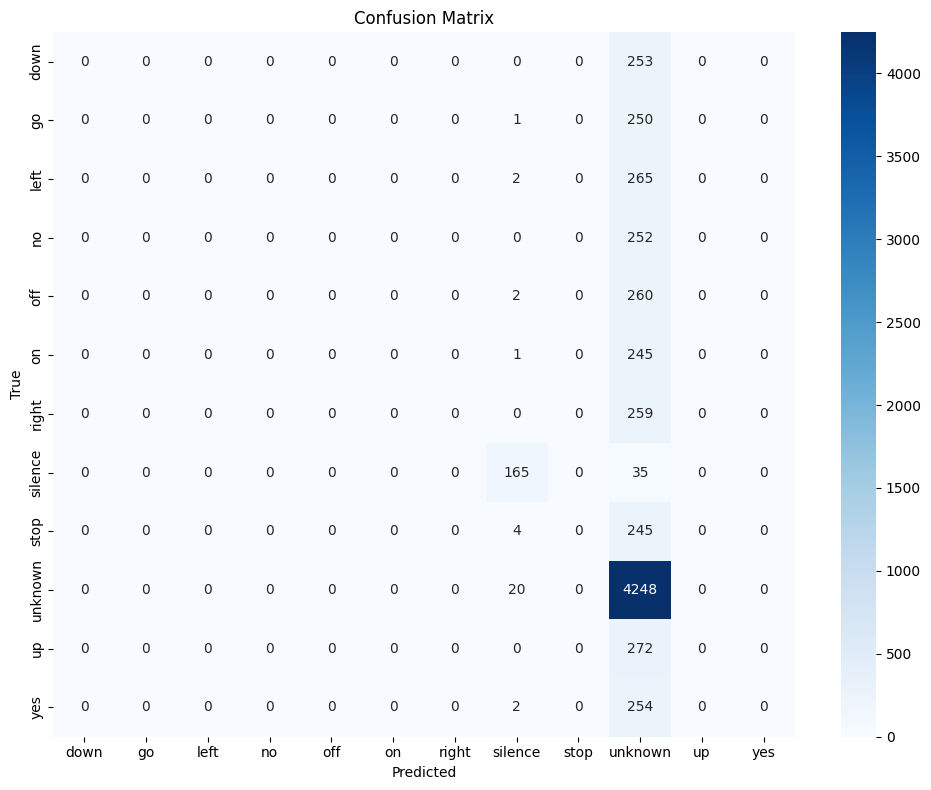 Confusion Matrix
True
down 0 0 0 0 0 0 0 0 0 253 0 0
go 0 0 0 0 0 0 0 1 0 250 0 0
left 0 0 0 0 0 0 0 2 0 265 0 0
no 0 0 0 0 0 0 0 0 0 252 0 0
off 0 0 0 0 0 0 0 2 0 260 0 0
on 0 0 0 0 0 0 0 1 0 245 0 0
right 0 0 0 0 0 0 0 0 0 259 0 0
silence 0 0 0 0 0 0 0 165 0 35 0 0
stop 0 0 0 0 0 0 0 4 0 245 0 0
unknown 0 0 0 0 0 0 0 20 0 4248 0 0
up 0 0 0 0 0 0 0 0 0 272 0 0
yes 0 0 0 0 0 0 0 2 0 254 0 0
down go left no off on right silence stop unknown up yes
Predicted
4000
3500
3000
2500
2000
1500
1000
500
0